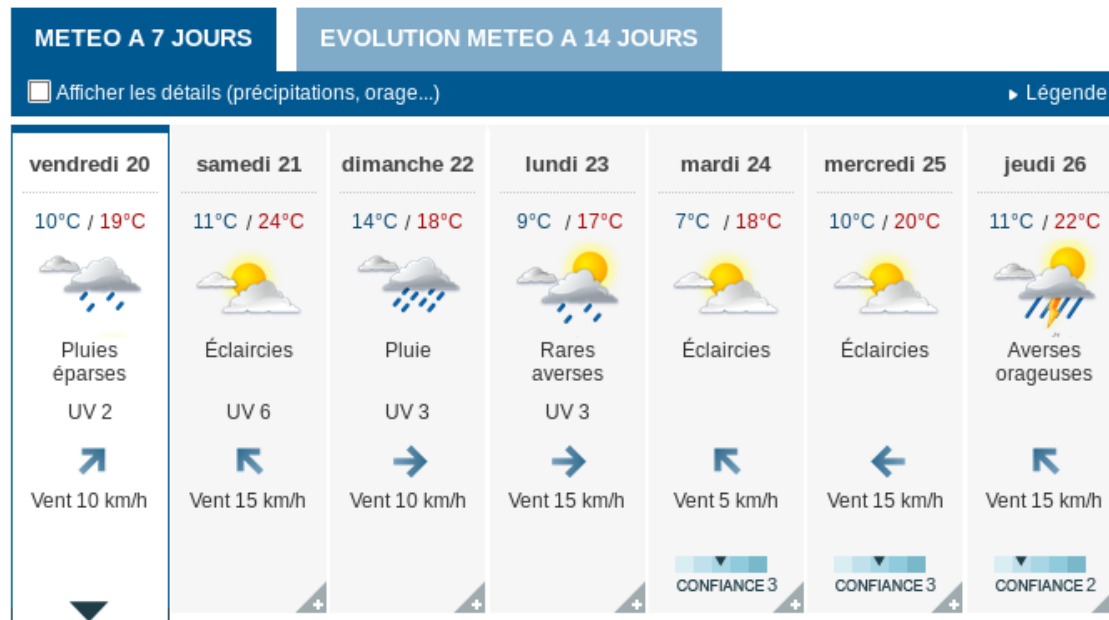 METEO A 7 JOURS
EVOLUTION METEO A 14 JOURS
Afficher les détails (précipitations, orage...)
Légende
vendredi 20
10°C / 19°C
Pluies
éparses
UV 2
Vent 10 km/h
samedi 21
11°C / 24°C
Éclaircies
UV 6
Vent 15 km/h
dimanche 22
14°C / 18°C
Pluie
UV 3
Vent 10 km/h
lundi 23
9°C / 17°C
Rares
averses
UV 3
Vent 15 km/h
mardi 24
7°C / 18°C
Éclaircies
Vent 5 km/h
CONFIANCE 3
mercredi 25
10°C / 20°C
Éclaircies
Vent 15 km/h
CONFIANCE 3
jeudi 26
11°C / 22°C
Averses
orageuses
Vent 15 km/h
CONFIANCE 2